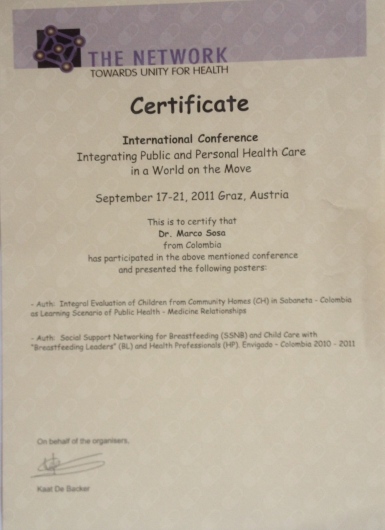 THE NETWORK
TOWARDS UNITY FOR HEALTH
Certificate
International Conference
Integrating Public and Personal Health Care
in a World on the Move
September 17-21, 2011 Graz, Austria
This is to certify that
Dr. Marco Sosa
from Colombia
has participated in the above mentioned conference
and presented the following posters:
- Auth: Integral Evaluation of Children from Community Homes (CH) in Sabaneta - Colombia
as Learning Scenario of Public Health - Medicine Relationships
- Auth: Social Support Networking for Breastfeeding (SSNB) and Child Care with
"Breastfeeding Leaders" (BL) and Health Professionals (HP). Envigado - Colombia 2010 - 2011
On behalf of the organisers,
Kaat De Backer